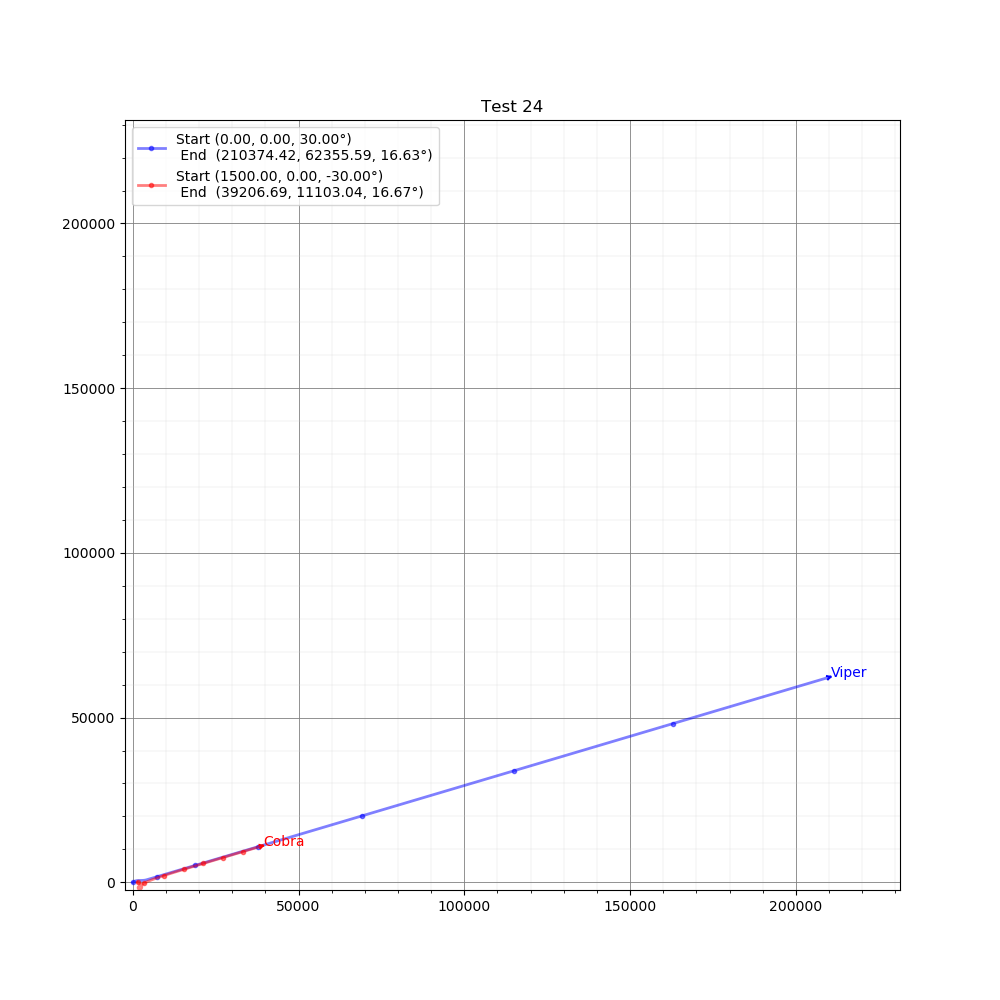 Test 24
Start (0.00, 0.00, 30.00°)
End (210374.42, 62355.59, 16.63°)
Start (1500.00, 0.00, -30.00°)
End (39206.69, 11103.04, 16.67°)
200000
150000
100000
50000
0
Viper
Cobra
0 50000 100000 150000 200000